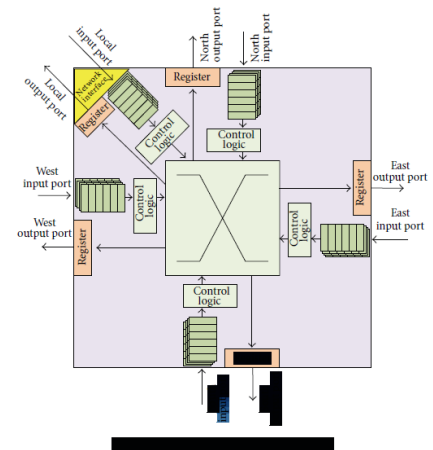 Local
input port
North
output port
North
input port
Local
output port
Network
interface
Register
Register
Control
logic
Control
logic
West
input port
Control
logic
East
output port
Register
West
output port
Register
Control
logic
East
input port
Control
logic
input